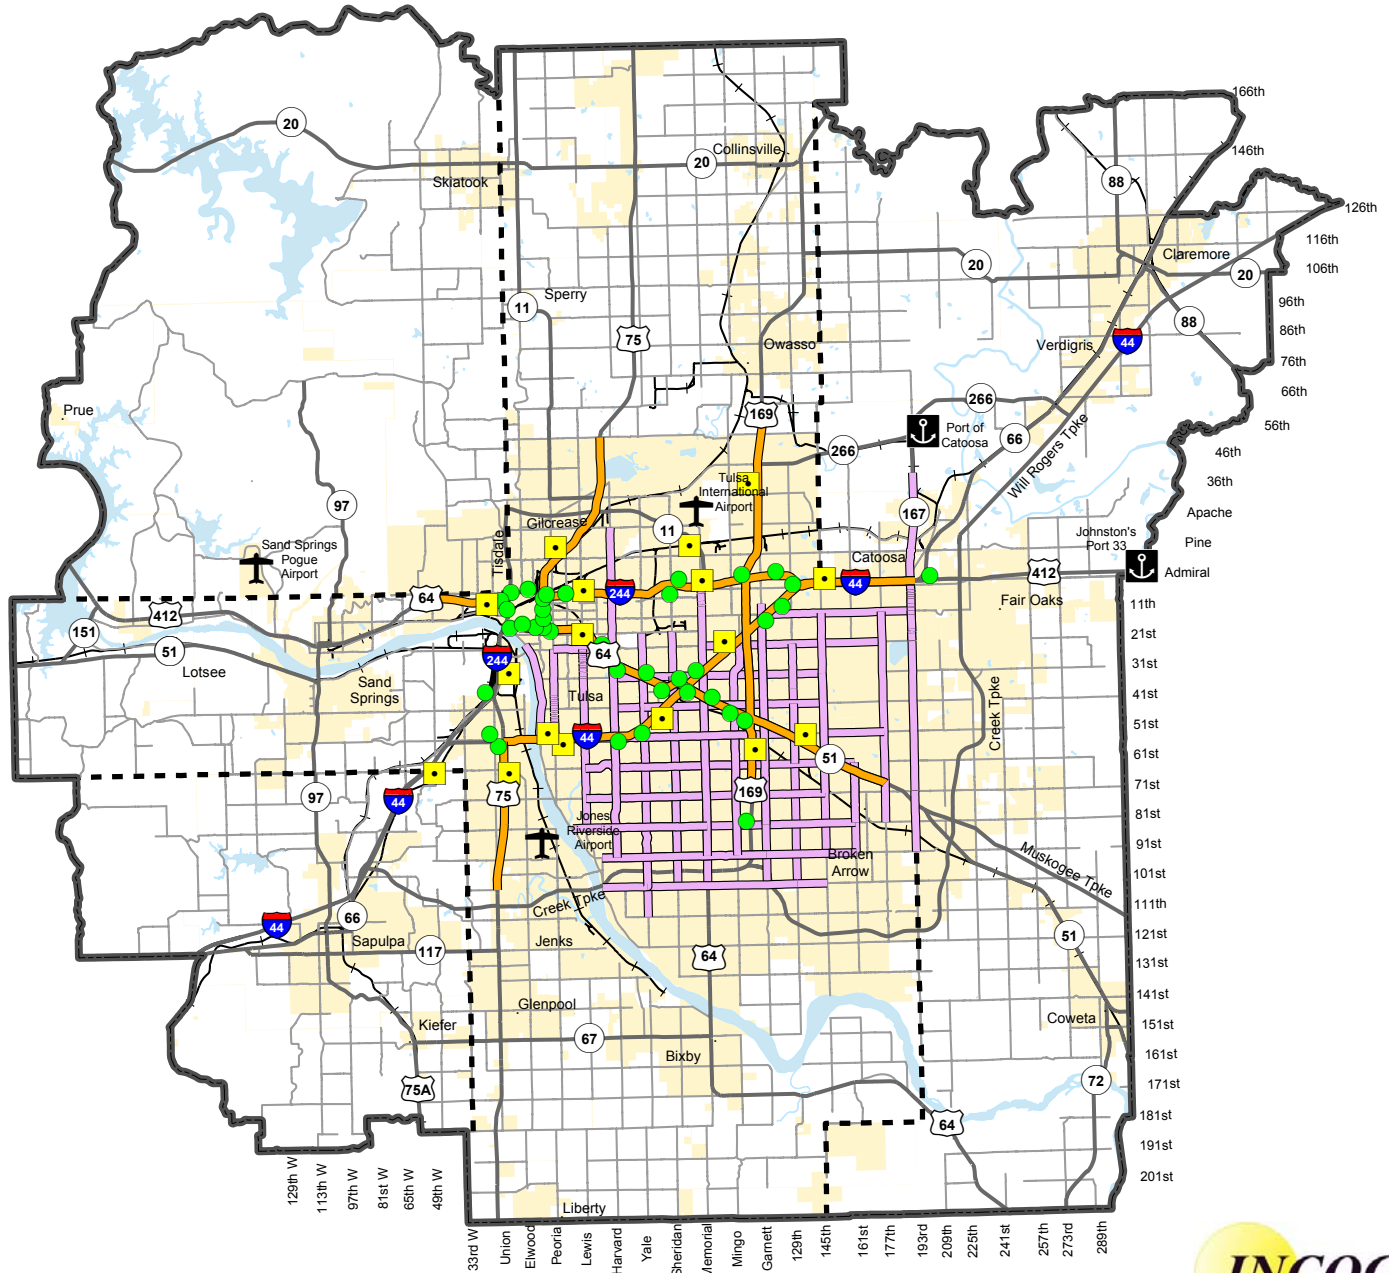 166th
20
146th
Collinsville
20
Skiatook
88
126th
116th
Claremore
20
20
106th
Sperry
11
96th
88
86th
75
Owasso
Verdigris
44
76th
66th
266
Prue
169
Port of
Catoosa
56th
66
266
46th
Will Rogers Tpke
Tulsa
International
Airport
36th
97
167
Apache
Gilcrease
11
Johnston's
Port 33
Pine
Tisdale
Sand Springs
Pogue
Airport
Catoosa
412
Admiral
64
44
244
Fair Oaks
11th
412
151
21st
51
64
244
31st
Lotsee
Sand
Springs
Tulsa
41st
Creek Tpke
51st
44
61st
51
71st
97
44
75
169
81st
Jones
Riverside
Airport
91st
Broken
Arrow
Muskogee Tpke
101st
Creek Tpke
111th
66
44
121st
Sapulpa
117
Jenks
51
131st
64
141st
Glenpool
Coweta
151st
Kiefer
67
Bixby
161st
75A
72
171st
181st
64
191st
201st
129th W
113th W
97th W
81st W
65th W
49th W
Liberty
33rd W
Union
Elwood
Peoria
Lewis
Harvard
Yale
Sheridan
Memorial
Mingo
Garnett
129th
145th
161st
177th
193rd
209th
225th
241st
257th
273rd
289th